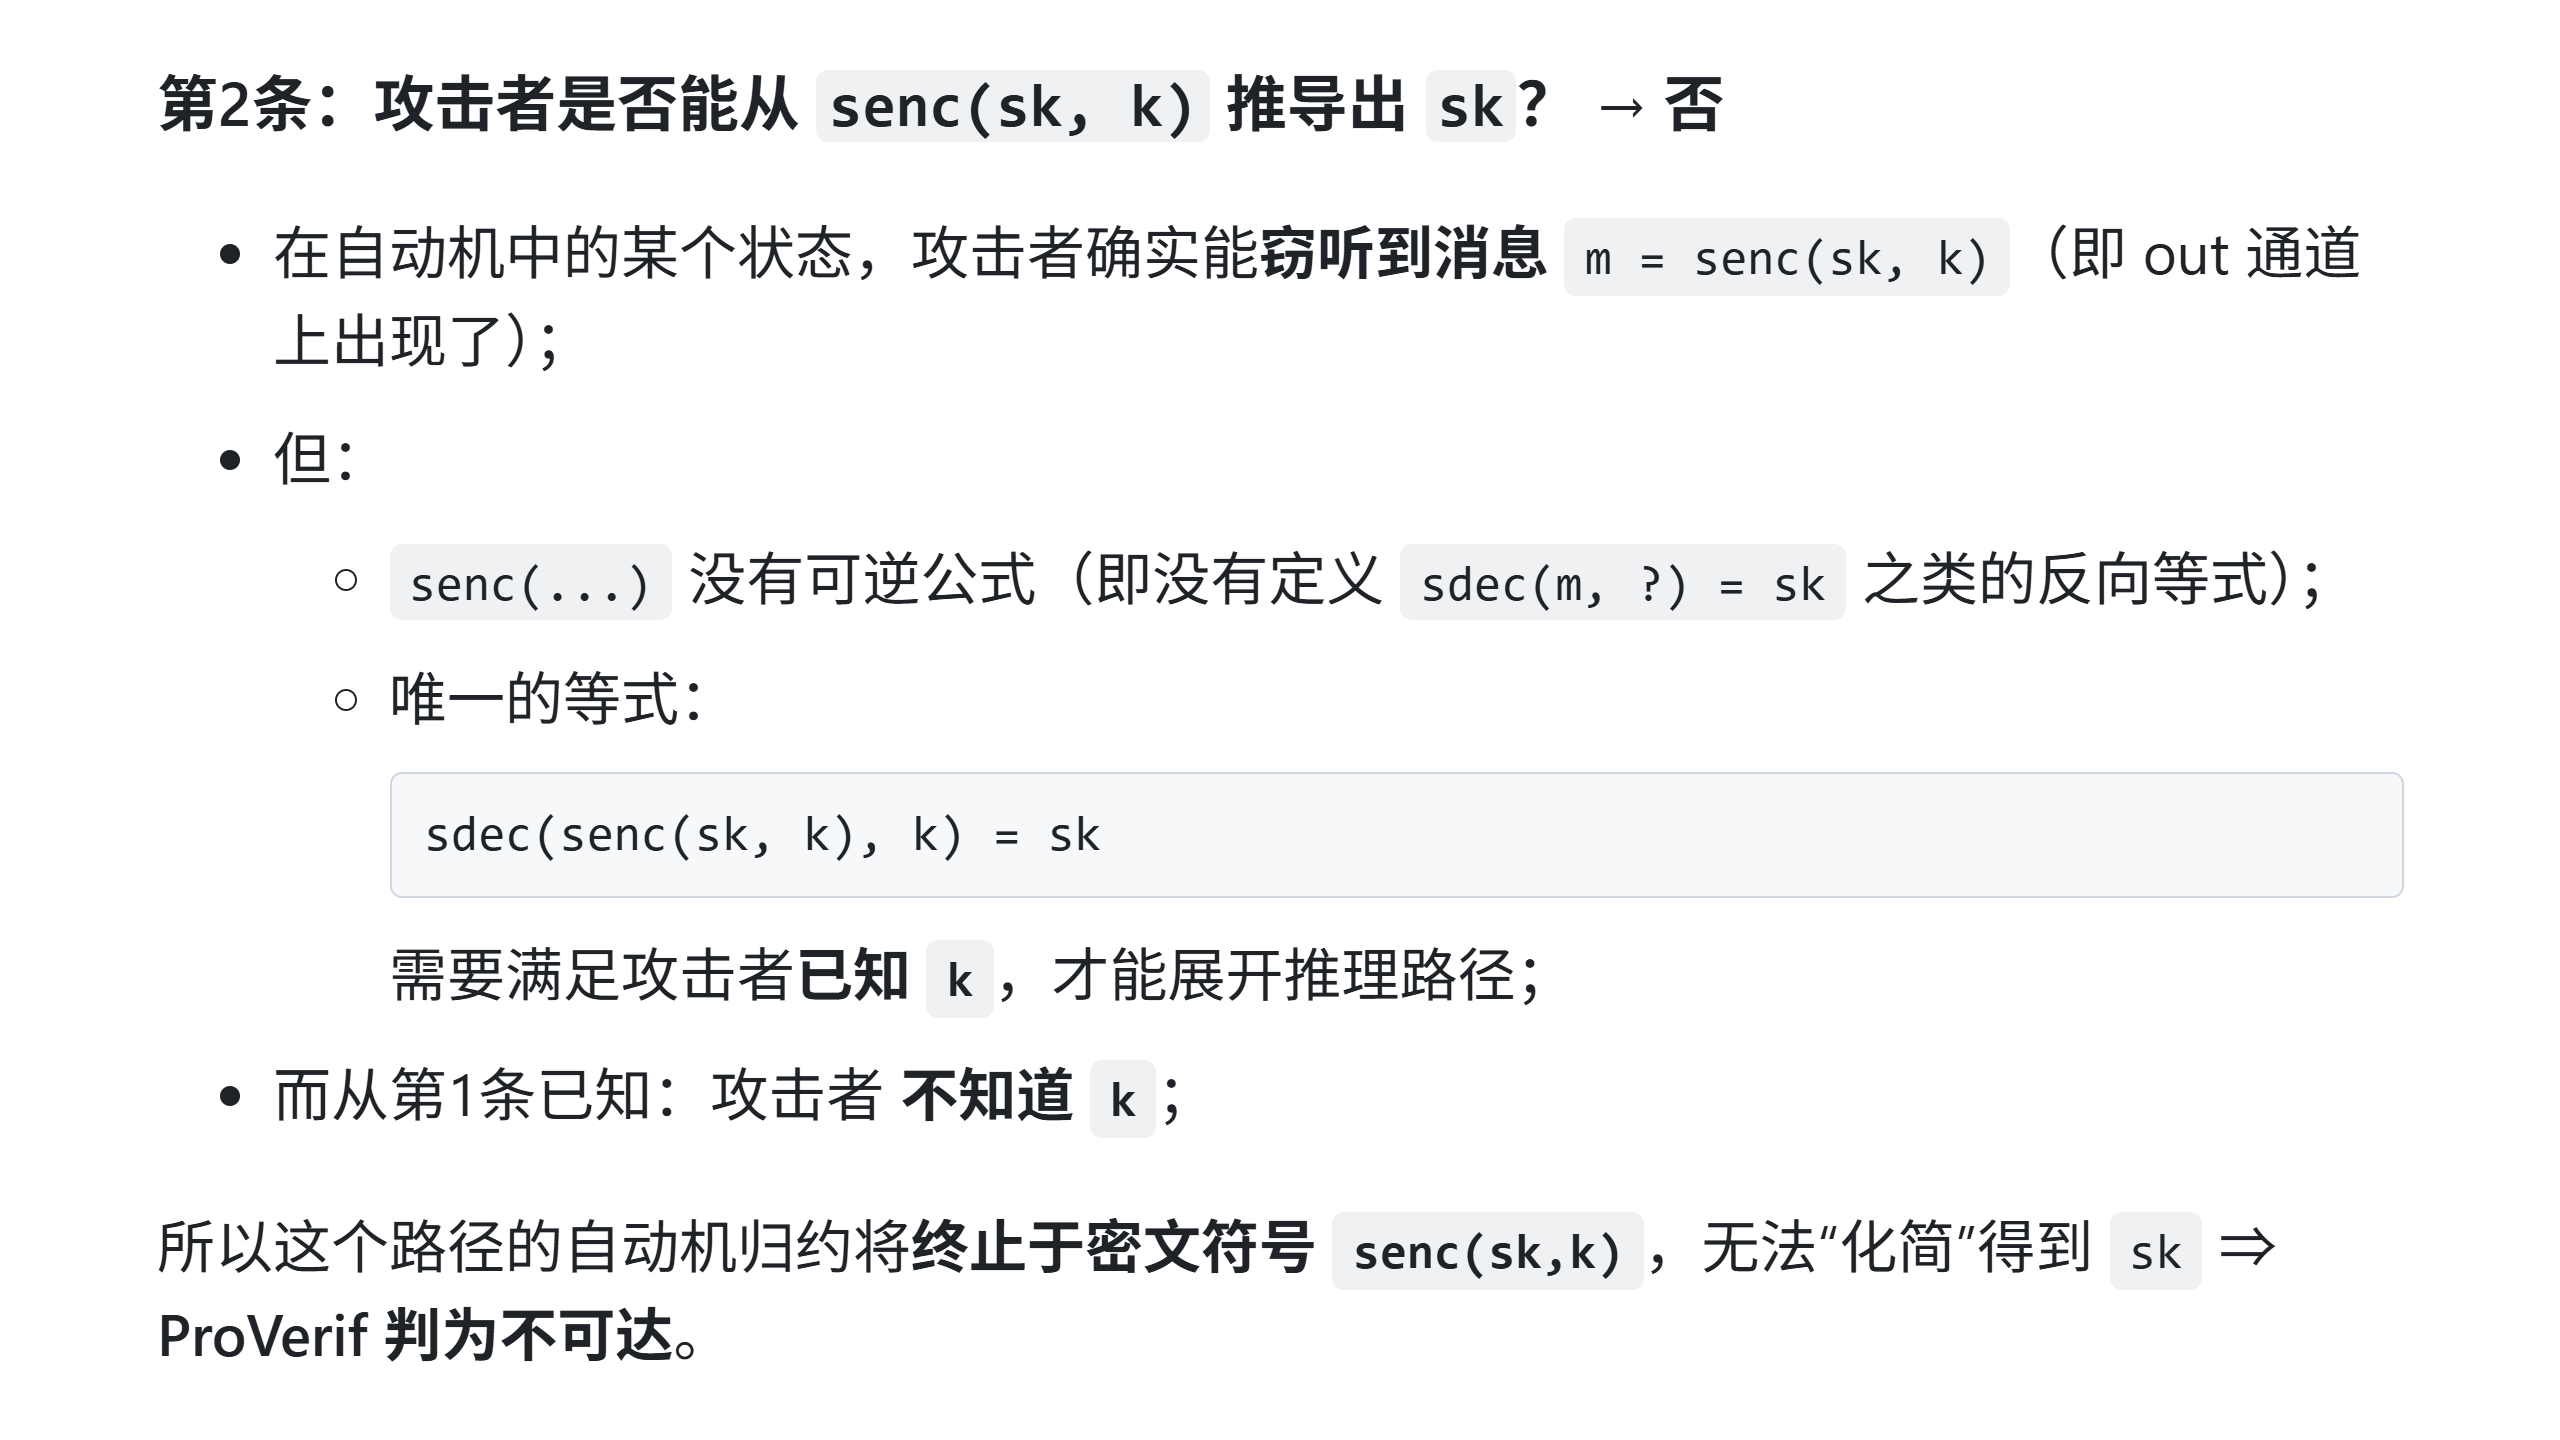 第2条：攻击者是否能从 senc(sk, k) 推导出 sk？ → 否
在自动机中的某个状态，攻击者确实能窃听到消息 m = senc(sk, k)（即 out 通道
上出现了）；
但：
senc(...) 没有可逆公式（即没有定义 sdec(m, ?) = sk 之类的反向等式）；
唯一的等式：
sdec(senc(sk, k), k) = sk
需要满足攻击者已知 k，才能展开推理路径；
而从第1条已知：攻击者 不知道 k；
所以这个路径的自动机归约将终止于密文符号 senc(sk,k)，无法“化简”得到 sk ⇒
ProVerif 判为不可达。